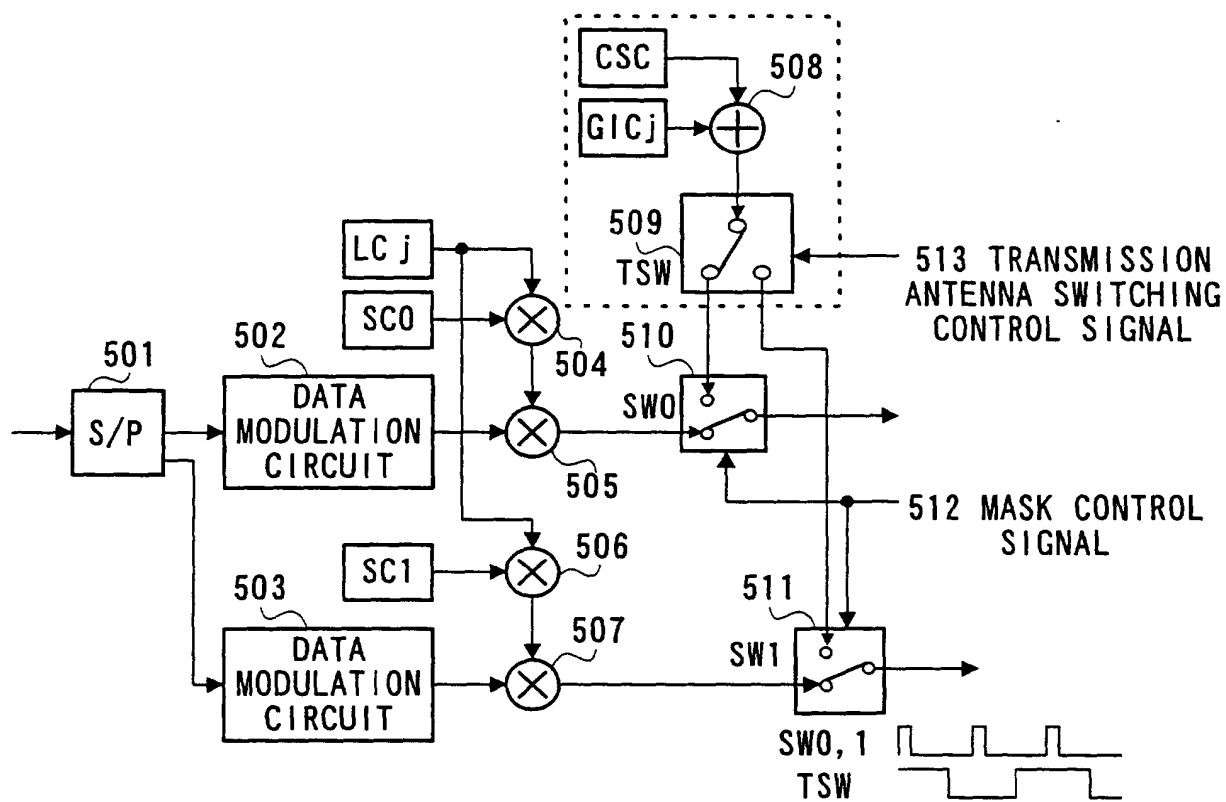 CSC
508
GICj
509
TSW
LCj
513 TRANSMISSION
ANTENNA SWITCHING
CONTROL SIGNAL
SC0
504
510
501
502
S/P
DATA
MODULATION
CIRCUIT
SW0
505
512 MASK CONTROL
SIGNAL
506
SC1
511
503
DATA
MODULATION
CIRCUIT
507
SW1
SW0,1
TSW